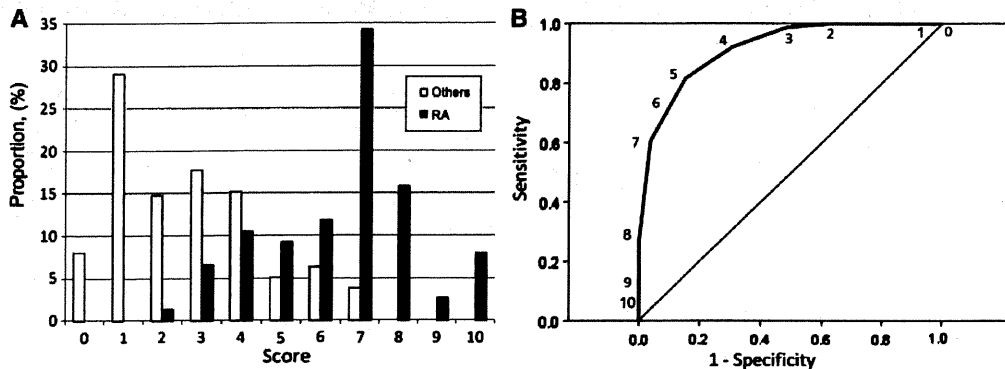 A
35
30
25
20
15
10
5
0
Proportion, (%)
Others
RA
0 1 2 3 4 5 6 7 8 9 10
Score
B
1.0
0.8
0.6
0.4
0.2
0.0
Sensitivity
4 3 2 1 0
5
6
7
8
9
10
0.0 0.2 0.4 0.6 0.8 1.0
1 - Specificity